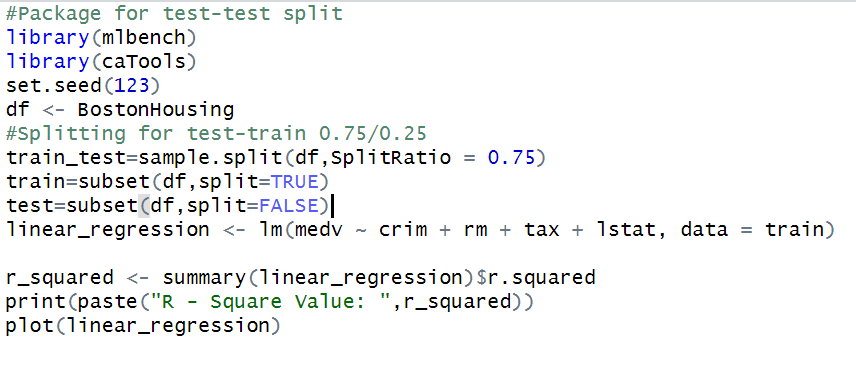 #Package for test-test split
library(mlbench)
library(caTools)
set.seed(123)
df <- BostonHousing
#Splitting for test-train 0.75/0.25
train_test=sample.split(df,SplitRatio = 0.75)
train=subset(df,split=TRUE)
test=subset(df,split=FALSE)
linear_regression <- lm(medv ~ crim + rm + tax + lstat, data = train)
r_squared <- summary(linear_regression)$r.squared
print(paste("R - Square Value: ",r_squared))
plot(linear_regression)